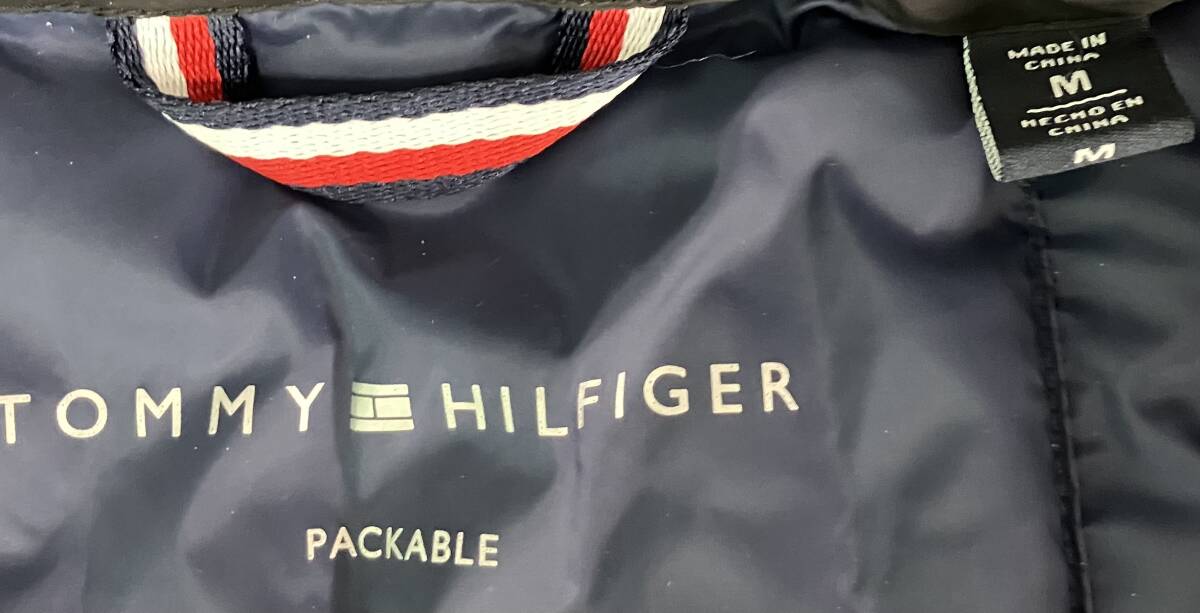 MADE IN
CHINA
M
HECHO EN
CHINA
M
TOMMY HILFIGER
PACKABLE